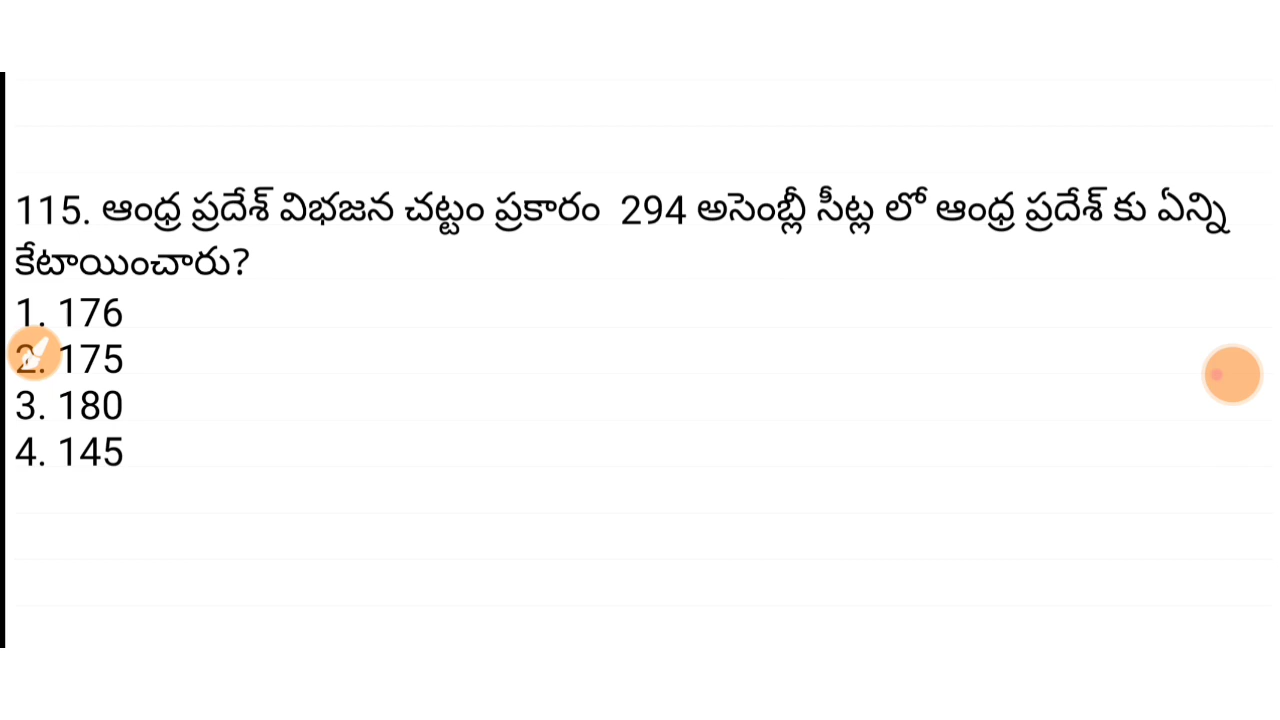 115. ఆంధ్ర ప్రదేశ్ విభజన చట్టం ప్రకారం 294 అసెంబ్లీ సీట్ల లో ఆంధ్ర ప్రదేశ్ కు ఏన్ని
కేటాయించారు?
1. 176
2. 175
3. 180
4. 145